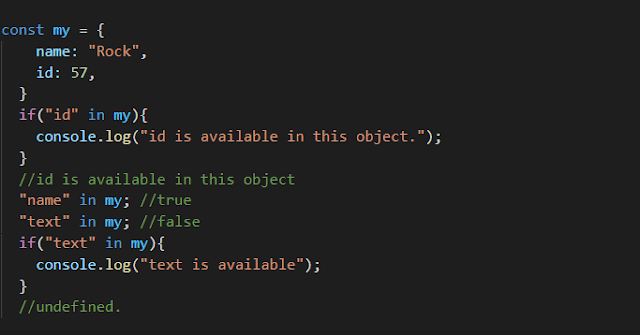 const my = {
    name: "Rock",
    id: 57,
  }
  if("id" in my){
    console.log("id is available in this object.");
  }
  //id is available in this object
  "name" in my; //true
  "text" in my; //false
  if("text" in my){
    console.log("text is available");
  }
  //undefined.